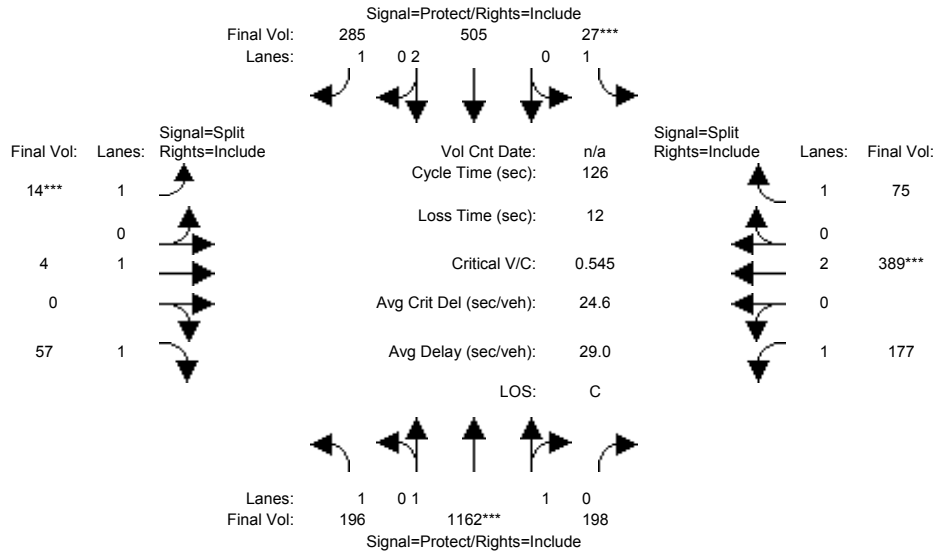 Signal=Protect/Rights=Include
Final Vol: 285 505 27***
Lanes: 1 0 2 0 1
Signal=Split
Final Vol: Lanes: Rights=Include
Vol Cnt Date: n/a
Signal=Split
Rights=Include Lanes: Final Vol:
Cycle Time (sec): 126
14*** 1
1 75
Loss Time (sec): 12
0
0
4 1
Critical V/C: 0.545
2 389***
0
Avg Crit Del (sec/veh): 24.6
0
57 1
Avg Delay (sec/veh): 29.0
1 177
LOS: C
Lanes: 1 0 1 1 0
Final Vol: 196 1162*** 198
Signal=Protect/Rights=Include